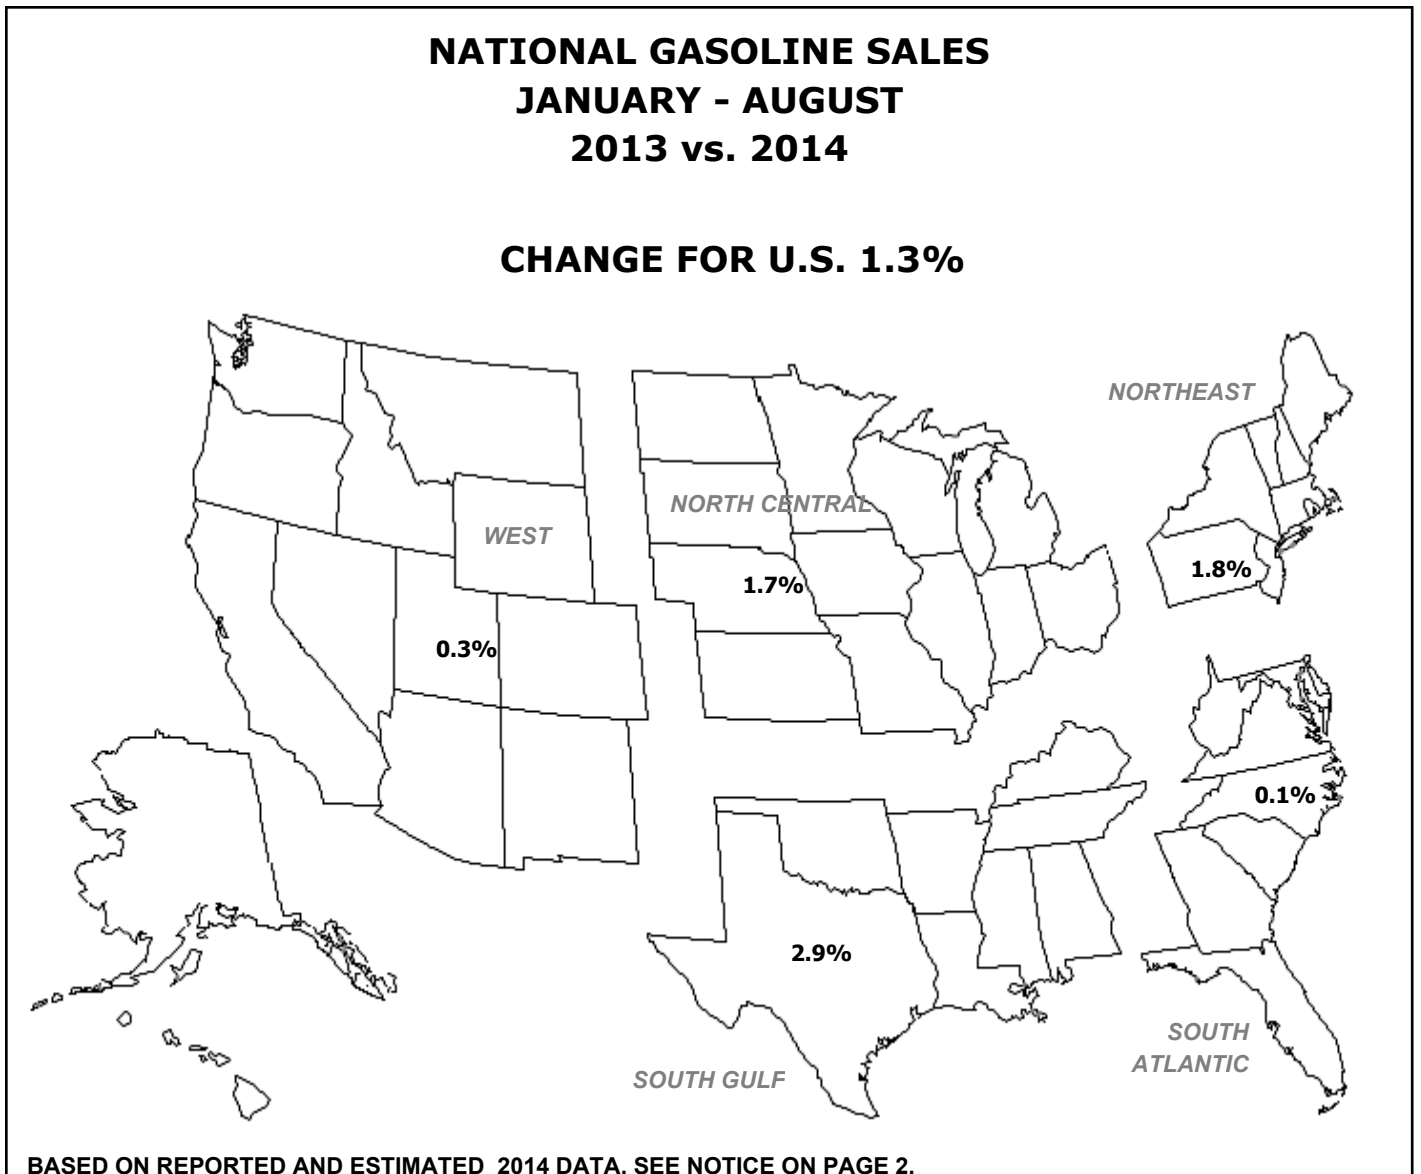 NATIONAL GASOLINE SALES
JANUARY - AUGUST
2013 vs. 2014
CHANGE FOR U.S. 1.3%
NORTHEAST
NORTH CENTRAL
WEST
1.8%
1.7%
0.3%
0.1%
2.9%
SOUTH
ATLANTIC
SOUTH GULF
BASED ON REPORTED AND ESTIMATED  2014 DATA. SEE NOTICE ON PAGE 2.